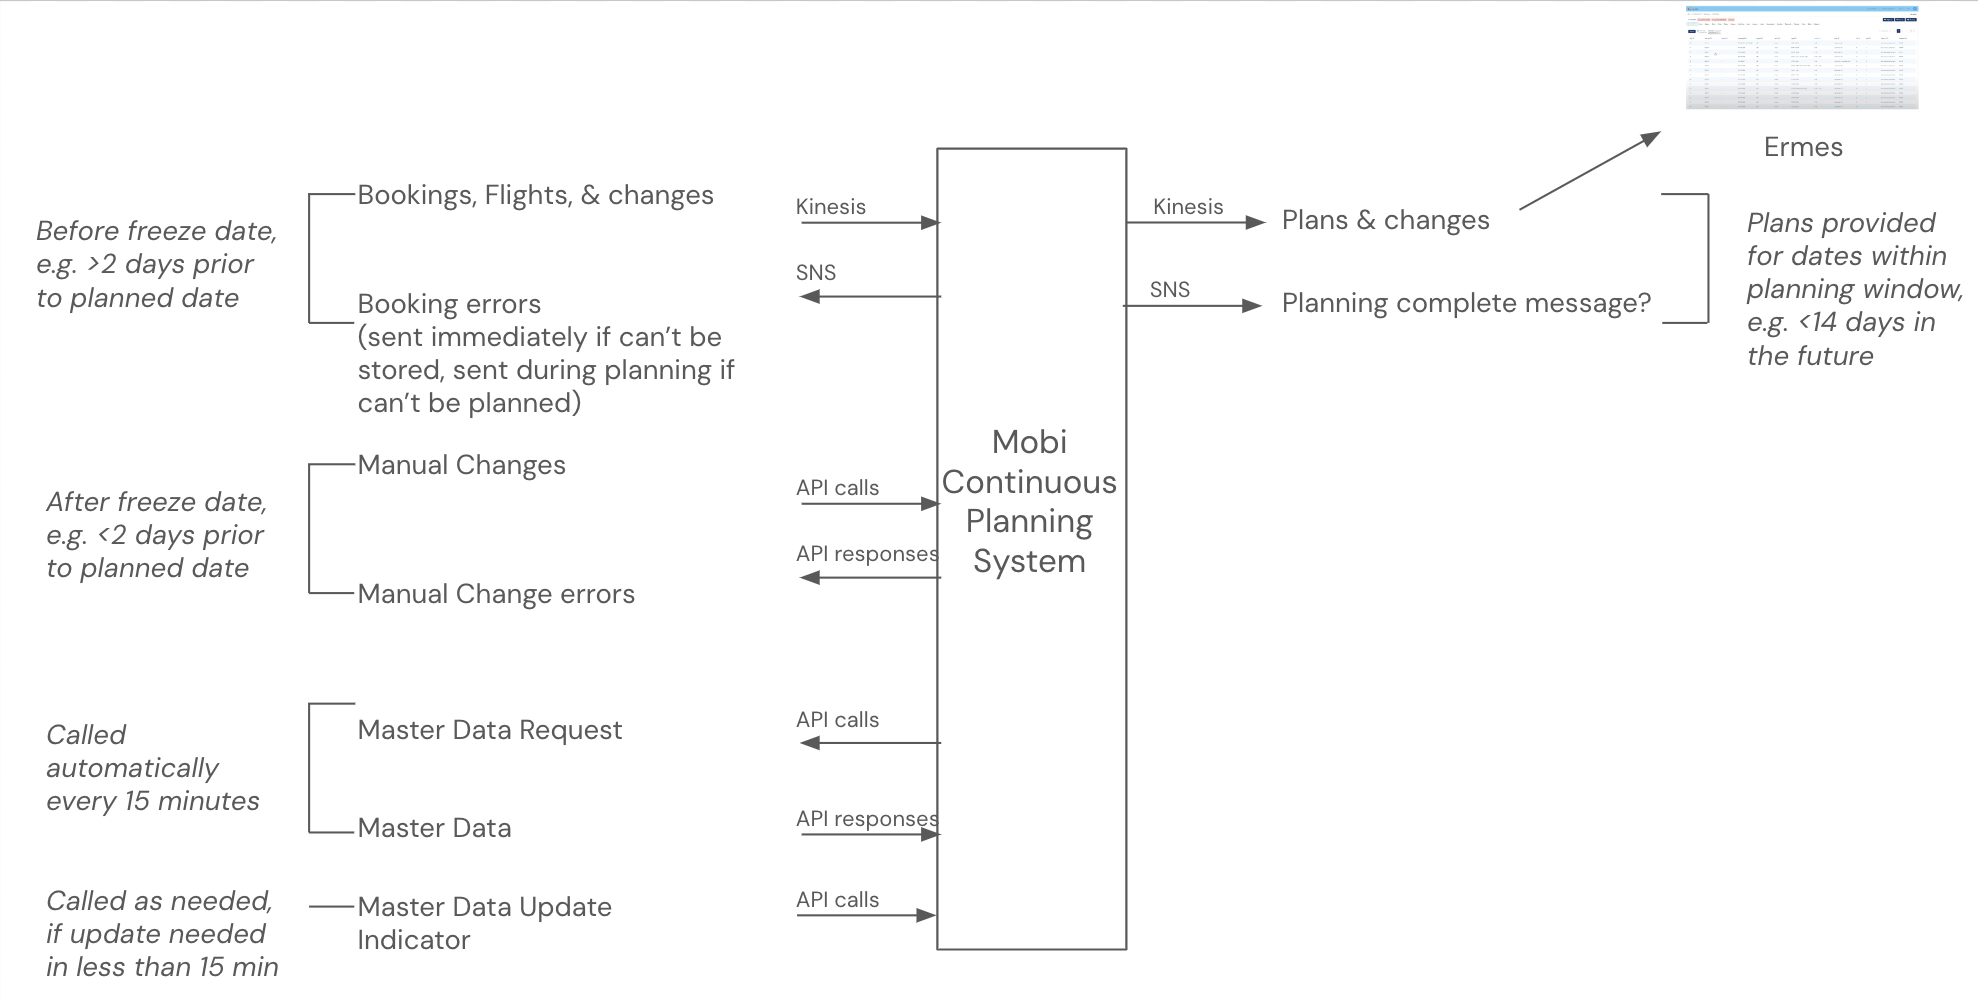 Ermes
Before freeze date,
e.g. >2 days prior
to planned date
Bookings, Flights, & changes
Booking errors
(sent immediately if can't be
stored, sent during planning if
can't be planned)
Kinesis
SNS
Kinesis
Plans & changes
SNS
Planning complete message?
Plans provided
for dates within
planning window,
e.g. <14 days in
the future
Mobi
Continuous
Planning
System
After freeze date,
e.g. <2 days prior
to planned date
Manual Changes
Manual Change errors
API calls
API responses
Called
automatically
every 15 minutes
Master Data Request
Master Data
API calls
API responses
Called as needed,
if update needed
in less than 15 min
Master Data Update
Indicator
API calls